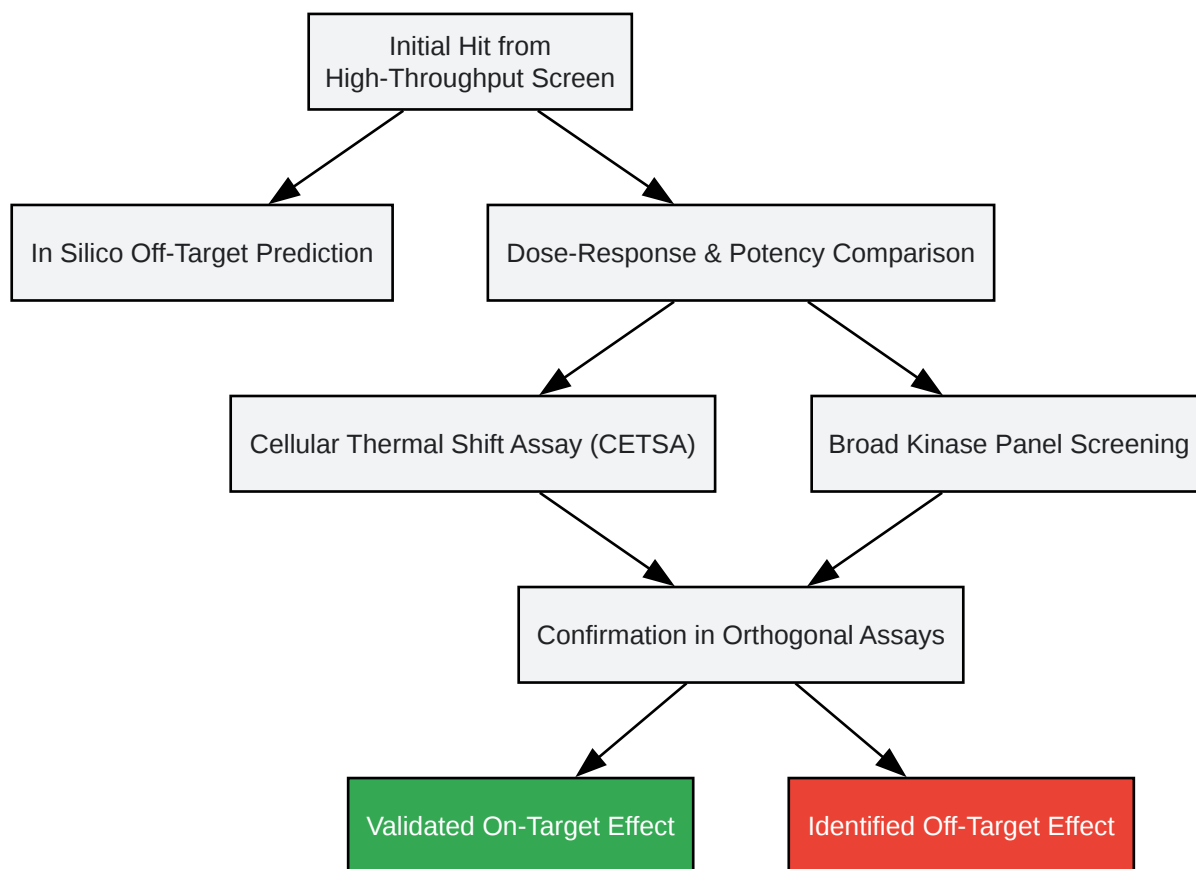 Initial Hit from
High-Throughput Screen
In Silico Off-Target Prediction
Dose-Response & Potency Comparison
Cellular Thermal Shift Assay (CETSA)
Broad Kinase Panel Screening
Confirmation in Orthogonal Assays
Validated On-Target Effect
Identified Off-Target Effect